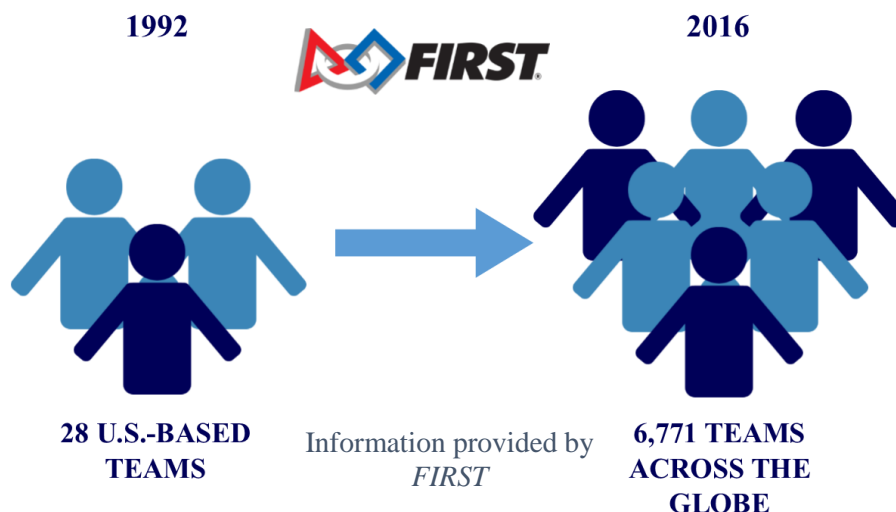 1992
FIRST
2016
28 U.S.-BASED
TEAMS
Information provided by
FIRST
6,771 TEAMS
ACROSS THE
GLOBE